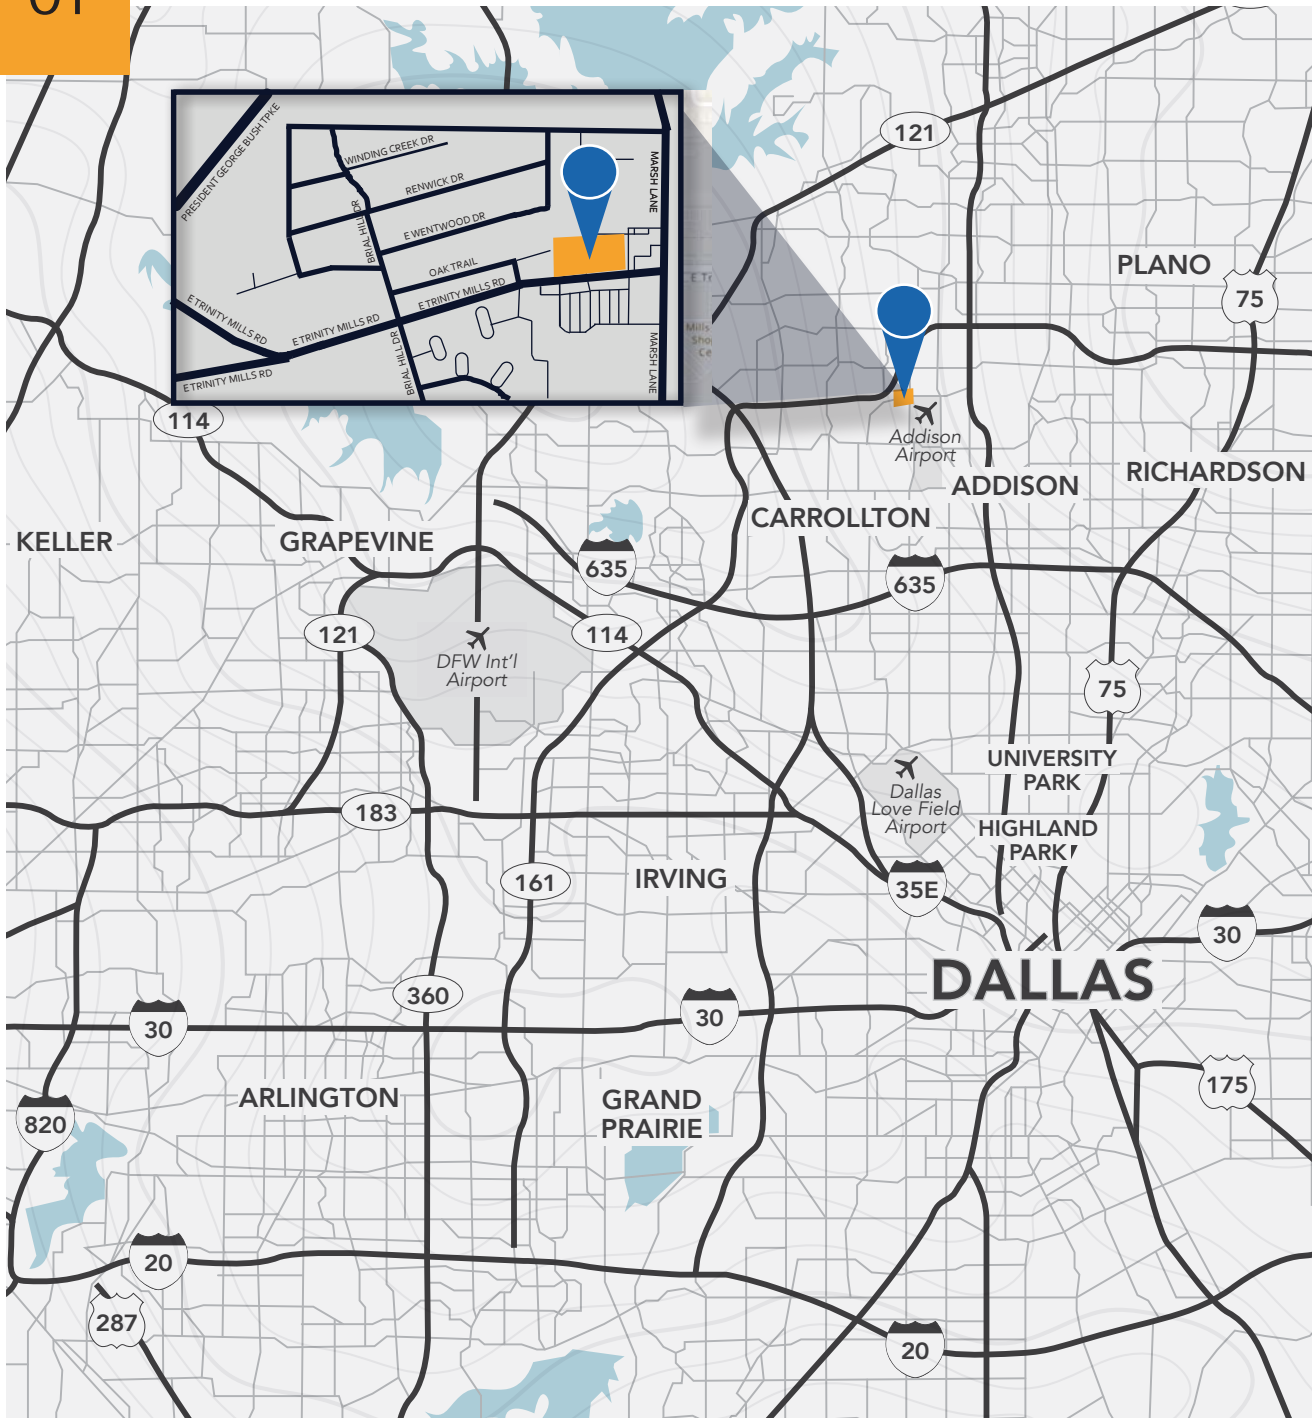 01
PRESIDENT GEORGE BUSH TPKE
WINDING CREEK DR
RENWICK DR
MARSH LANE
BRIAL HILL DR
E WENTWOOD DR
OAK TRAIL
E TRINITY MILLS RD
E TRINITY MILLS RD
E TRINITY MILLS RD
E TRINITY MILLS RD
BRIAL HILL DR
MARSH LANE
Mills
121
PLANO
75
114
Addison
Airport
ADDISON
RICHARDSON
CARROLLTON
KELLER
GRAPEVINE
635
635
121
114
DFW Int'l
Airport
75
UNIVERSITY
PARK
Dallas
Love Field
Airport
183
HIGHLAND
PARK
161
IRVING
35E
30
DALLAS
360
30
30
ARLINGTON
GRAND
PRAIRIE
175
820
20
287
20